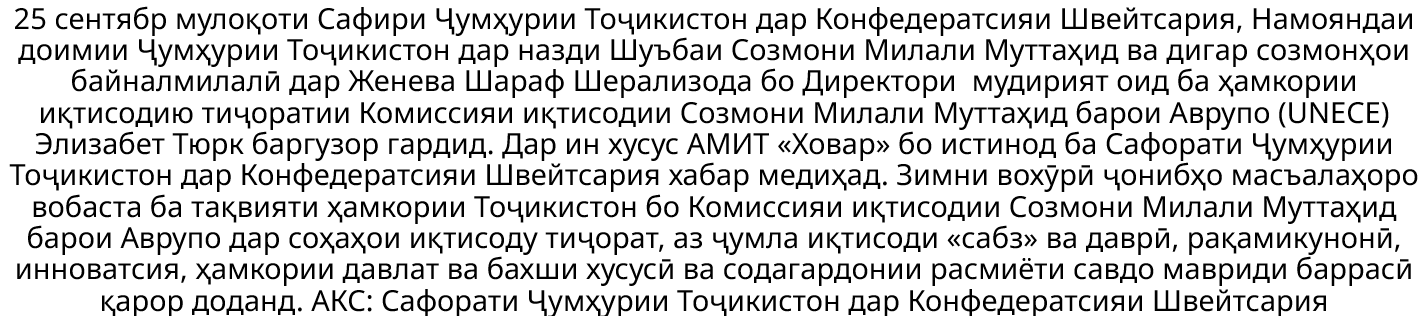 25 сентябр мулоқоти Сафири Ҷумҳурии Тоҷикистон дар Конфедератсияи Швейтсария, Намояндаи
доимии Ҷумҳурии Тоҷикистон дар назди Шуъбаи Созмони Милали Муттаҳид ва дигар созмонҳои
байналмилалӣ дар Женева Шараф Шерализода бо Директори  мудирият оид ба ҳамкории
иқтисодию тиҷоратии Комиссияи иқтисодии Созмони Милали Муттаҳид барои Аврупо (UNECE)
Элизабет Тюрк баргузор гардид. Дар ин хусус АМИТ «Ховар» бо истинод ба Сафорати Ҷумҳурии
Тоҷикистон дар Конфедератсияи Швейтсария хабар медиҳад. Зимни вохӯрӣ ҷонибҳо масъалаҳоро
вобаста ба тақвияти ҳамкории Тоҷикистон бо Комиссияи иқтисодии Созмони Милали Муттаҳид
барои Аврупо дар соҳаҳои иқтисоду тиҷорат, аз ҷумла иқтисоди «сабз» ва даврӣ, рақамикунонӣ,
инноватсия, ҳамкории давлат ва бахши хусусӣ ва содагардонии расмиёти савдо мавриди баррасӣ
қарор доданд. АКС: Сафорати Ҷумҳурии Тоҷикистон дар Конфедератсияи Швейтсария